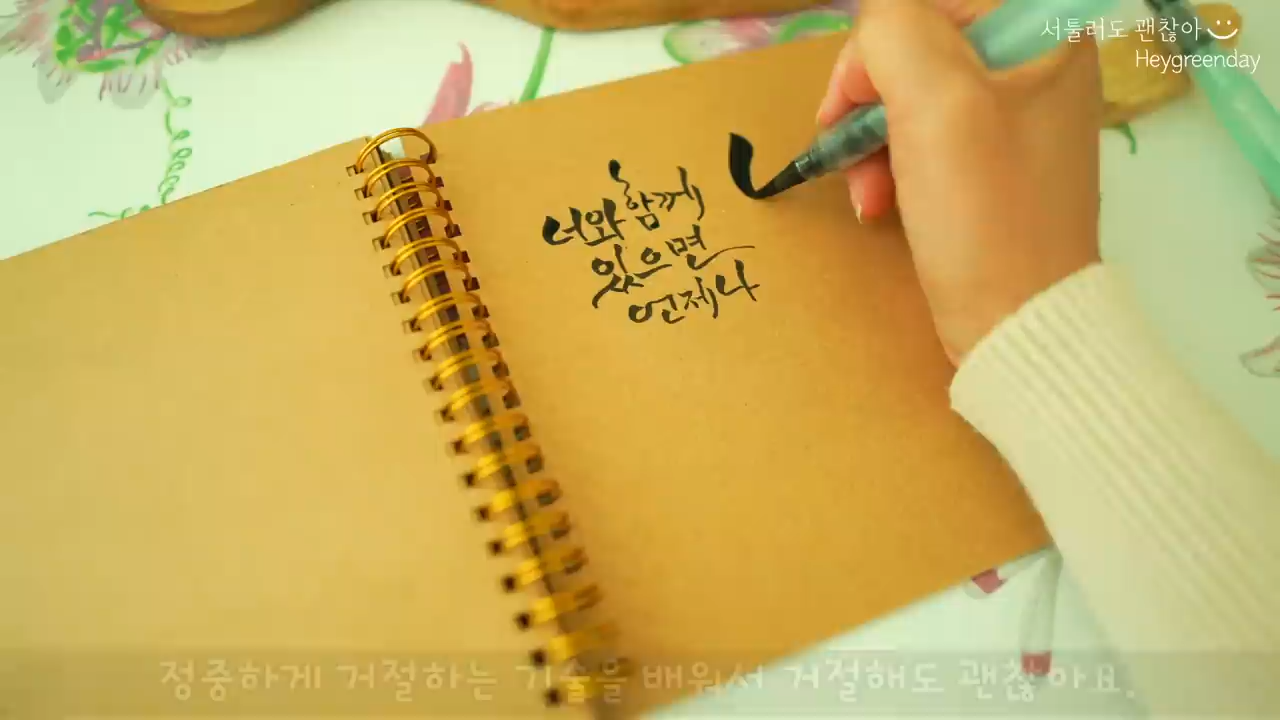 서툴러도 괜찮아
Heygreenday
너와 함께
있으면
언제나
정중하게 거절하는 기술을 배워서 거절해도 괜찮아요.